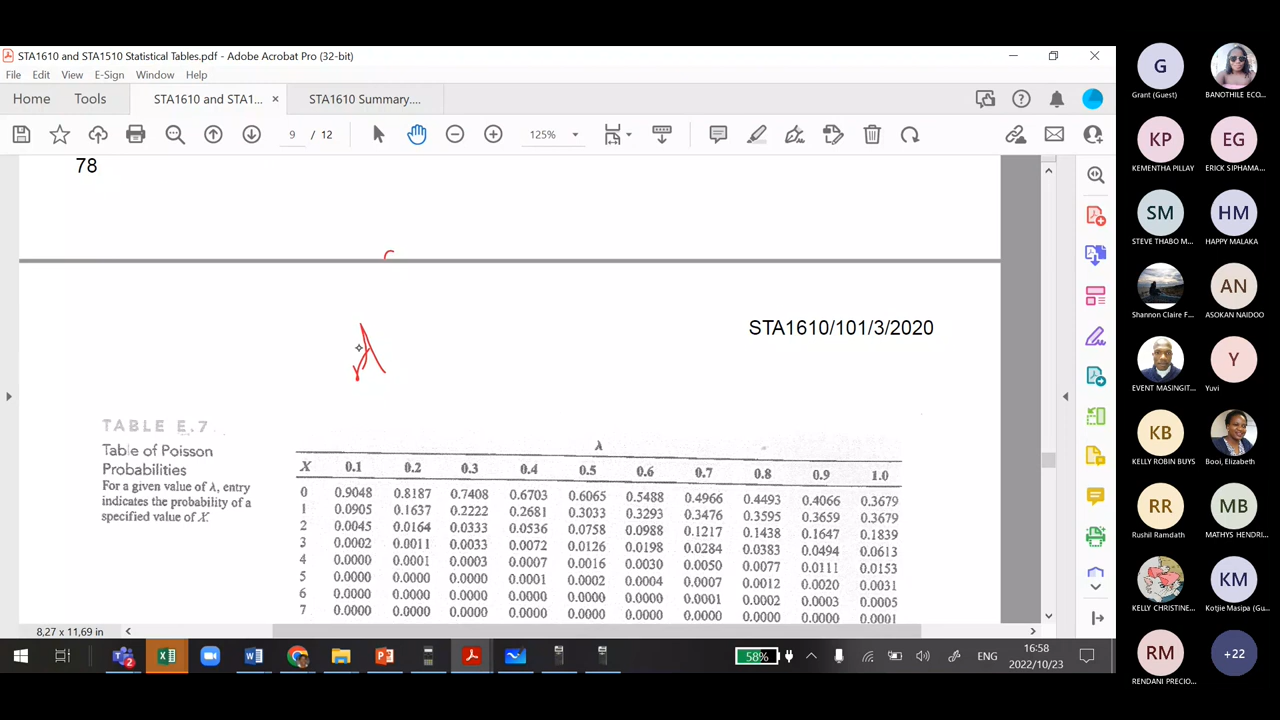 STA1610 and STA1510 Statistical Tables.pdf - Adobe Acrobat Pro (32-bit)
File Edit View E-Sign Window Help
Home Tools STA1610 and STA1... × STA1610 Summary....
9 / 12 125%
78
STA1610/101/3/2020
λ
TABLE E.7
Table of Poisson
Probabilities
For a given value of λ, entry
indicates the probability of a
specified value of X.
λ
X 0.1 0.2 0.3 0.4 0.5 0.6 0.7 0.8 0.9 1.0
0 0.9048 0.8187 0.7408 0.6703 0.6065 0.5488 0.4966 0.4493 0.4066 0.3679
1 0.0905 0.1637 0.2222 0.2681 0.3033 0.3293 0.3476 0.3595 0.3659 0.3679
2 0.0045 0.0164 0.0333 0.0536 0.0758 0.0988 0.1217 0.1438 0.1647 0.1839
3 0.0002 0.0011 0.0033 0.0072 0.0126 0.0198 0.0284 0.0383 0.0494 0.0613
4 0.0000 0.0001 0.0003 0.0007 0.0016 0.0030 0.0050 0.0077 0.0111 0.0153
5 0.0000 0.0000 0.0000 0.0001 0.0002 0.0004 0.0007 0.0012 0.0020 0.0031
6 0.0000 0.0000 0.0000 0.0000 0.0000 0.0000 0.0001 0.0002 0.0003 0.0005
7 0.0000 0.0000 0.0000 0.0000 0.0000 0.0000 0.0000 0.0000 0.0000 0.0001
8,27 x 11,69 in
58% ENG 16:58
2022/10/23
G
Grant (Guest) BANOTHILE ECO...
KP EG
KEMENTHA PILLAY ERICK SIPHAMA...
SM HM
STEVE THABO M... HAPPY MALAKA
AN
Shannon Claire F... ASOKAN NAIDOO
Y
EVENT MASINGIT... Yuvi
KB
KELLY ROBIN BUYS Booi, Elizabeth
RR MB
Rushil Ramdath MATHYS HENDRI...
KM
KELLY CHRISTINE... Kotjie Masipa (Gu...
RM +22
RENDANI PRECIO...